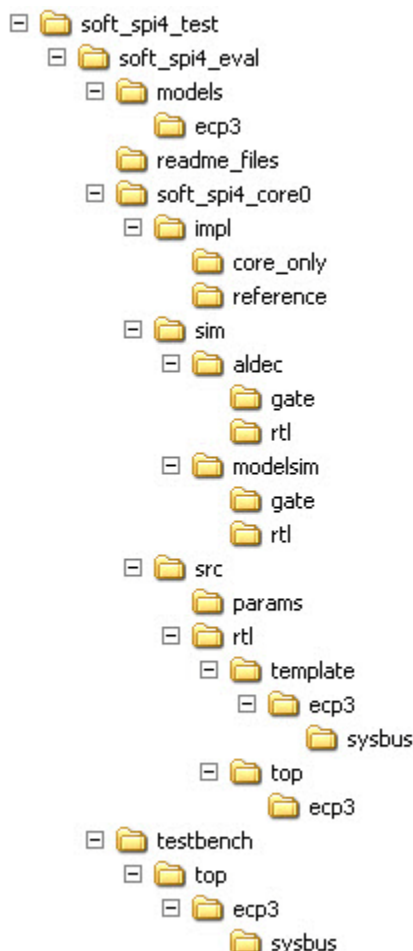 soft_spi4_test
soft_spi4_eval
models
ecp3
readme_files
soft_spi4_core0
impl
core_only
reference
sim
aldec
gate
rtl
modelsim
gate
rtl
src
params
rtl
template
ecp3
sysbus
top
ecp3
testbench
top
ecp3
sysbus